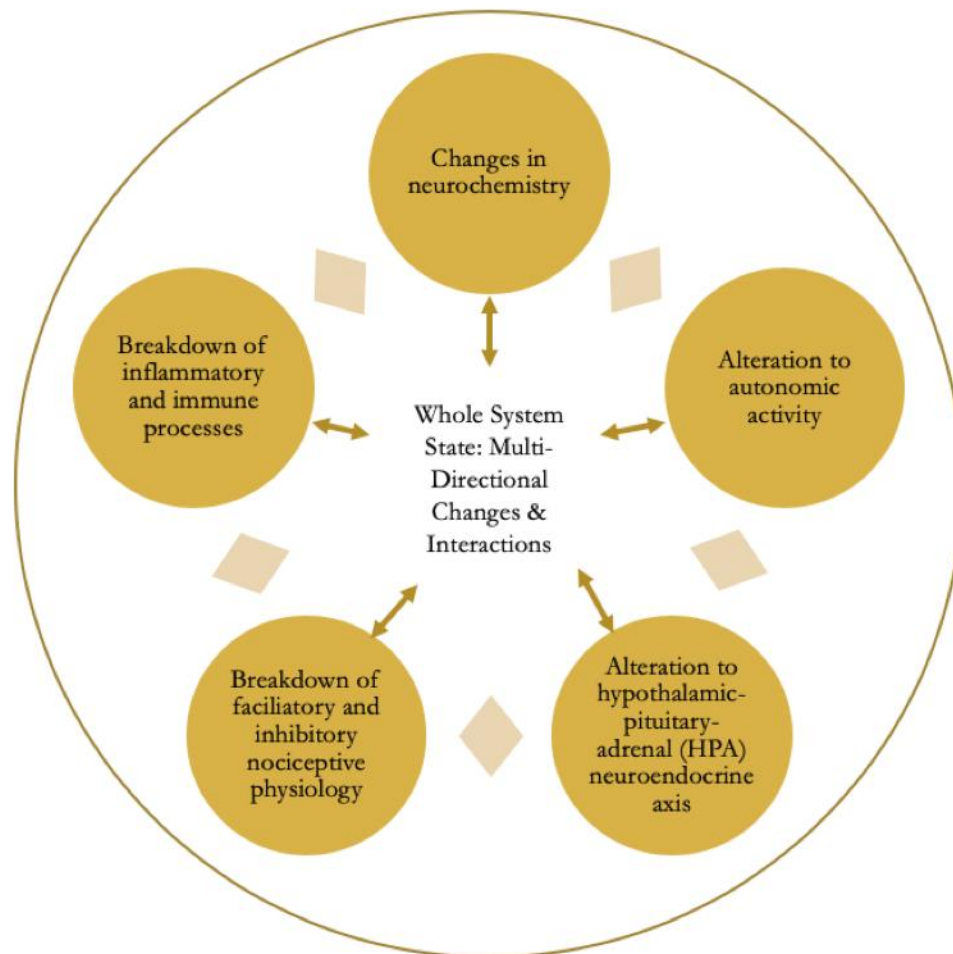 Changes in
neurochemistry
Breakdown of
inflammatory
and immune
processes
Alteration to
autonomic
activity
Whole System
State: Multi-
Directional
Changes &
Interactions
Breakdown of
faciliatory and
inhibitory
nociceptive
physiology
Alteration to
hypothalamic-
pituitary-
adrenal (HPA)
neuroendocrine
axis